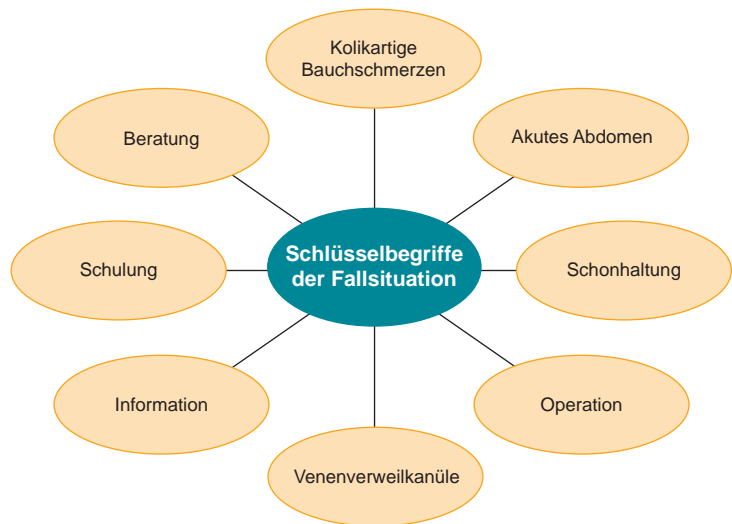 Kolikartige
Bauchschmerzen
Beratung
Akutes Abdomen
Schlüsselbegriffe
der Fallsituation
Schulung
Schonhaltung
Information
Operation
Venenverweilkanüle